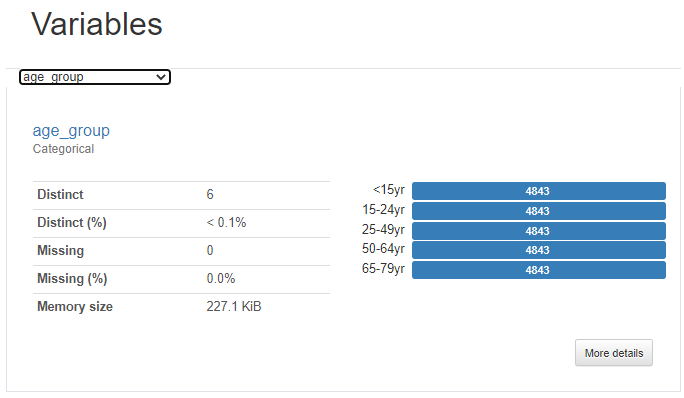 Variables
age_group
age_group
Categorical
Distinct 6
Distinct (%) < 0.1%
Missing 0
Missing (%) 0.0%
Memory size 227.1 KiB
<15yr 4843
15-24yr 4843
25-49yr 4843
50-64yr 4843
65-79yr 4843
More details